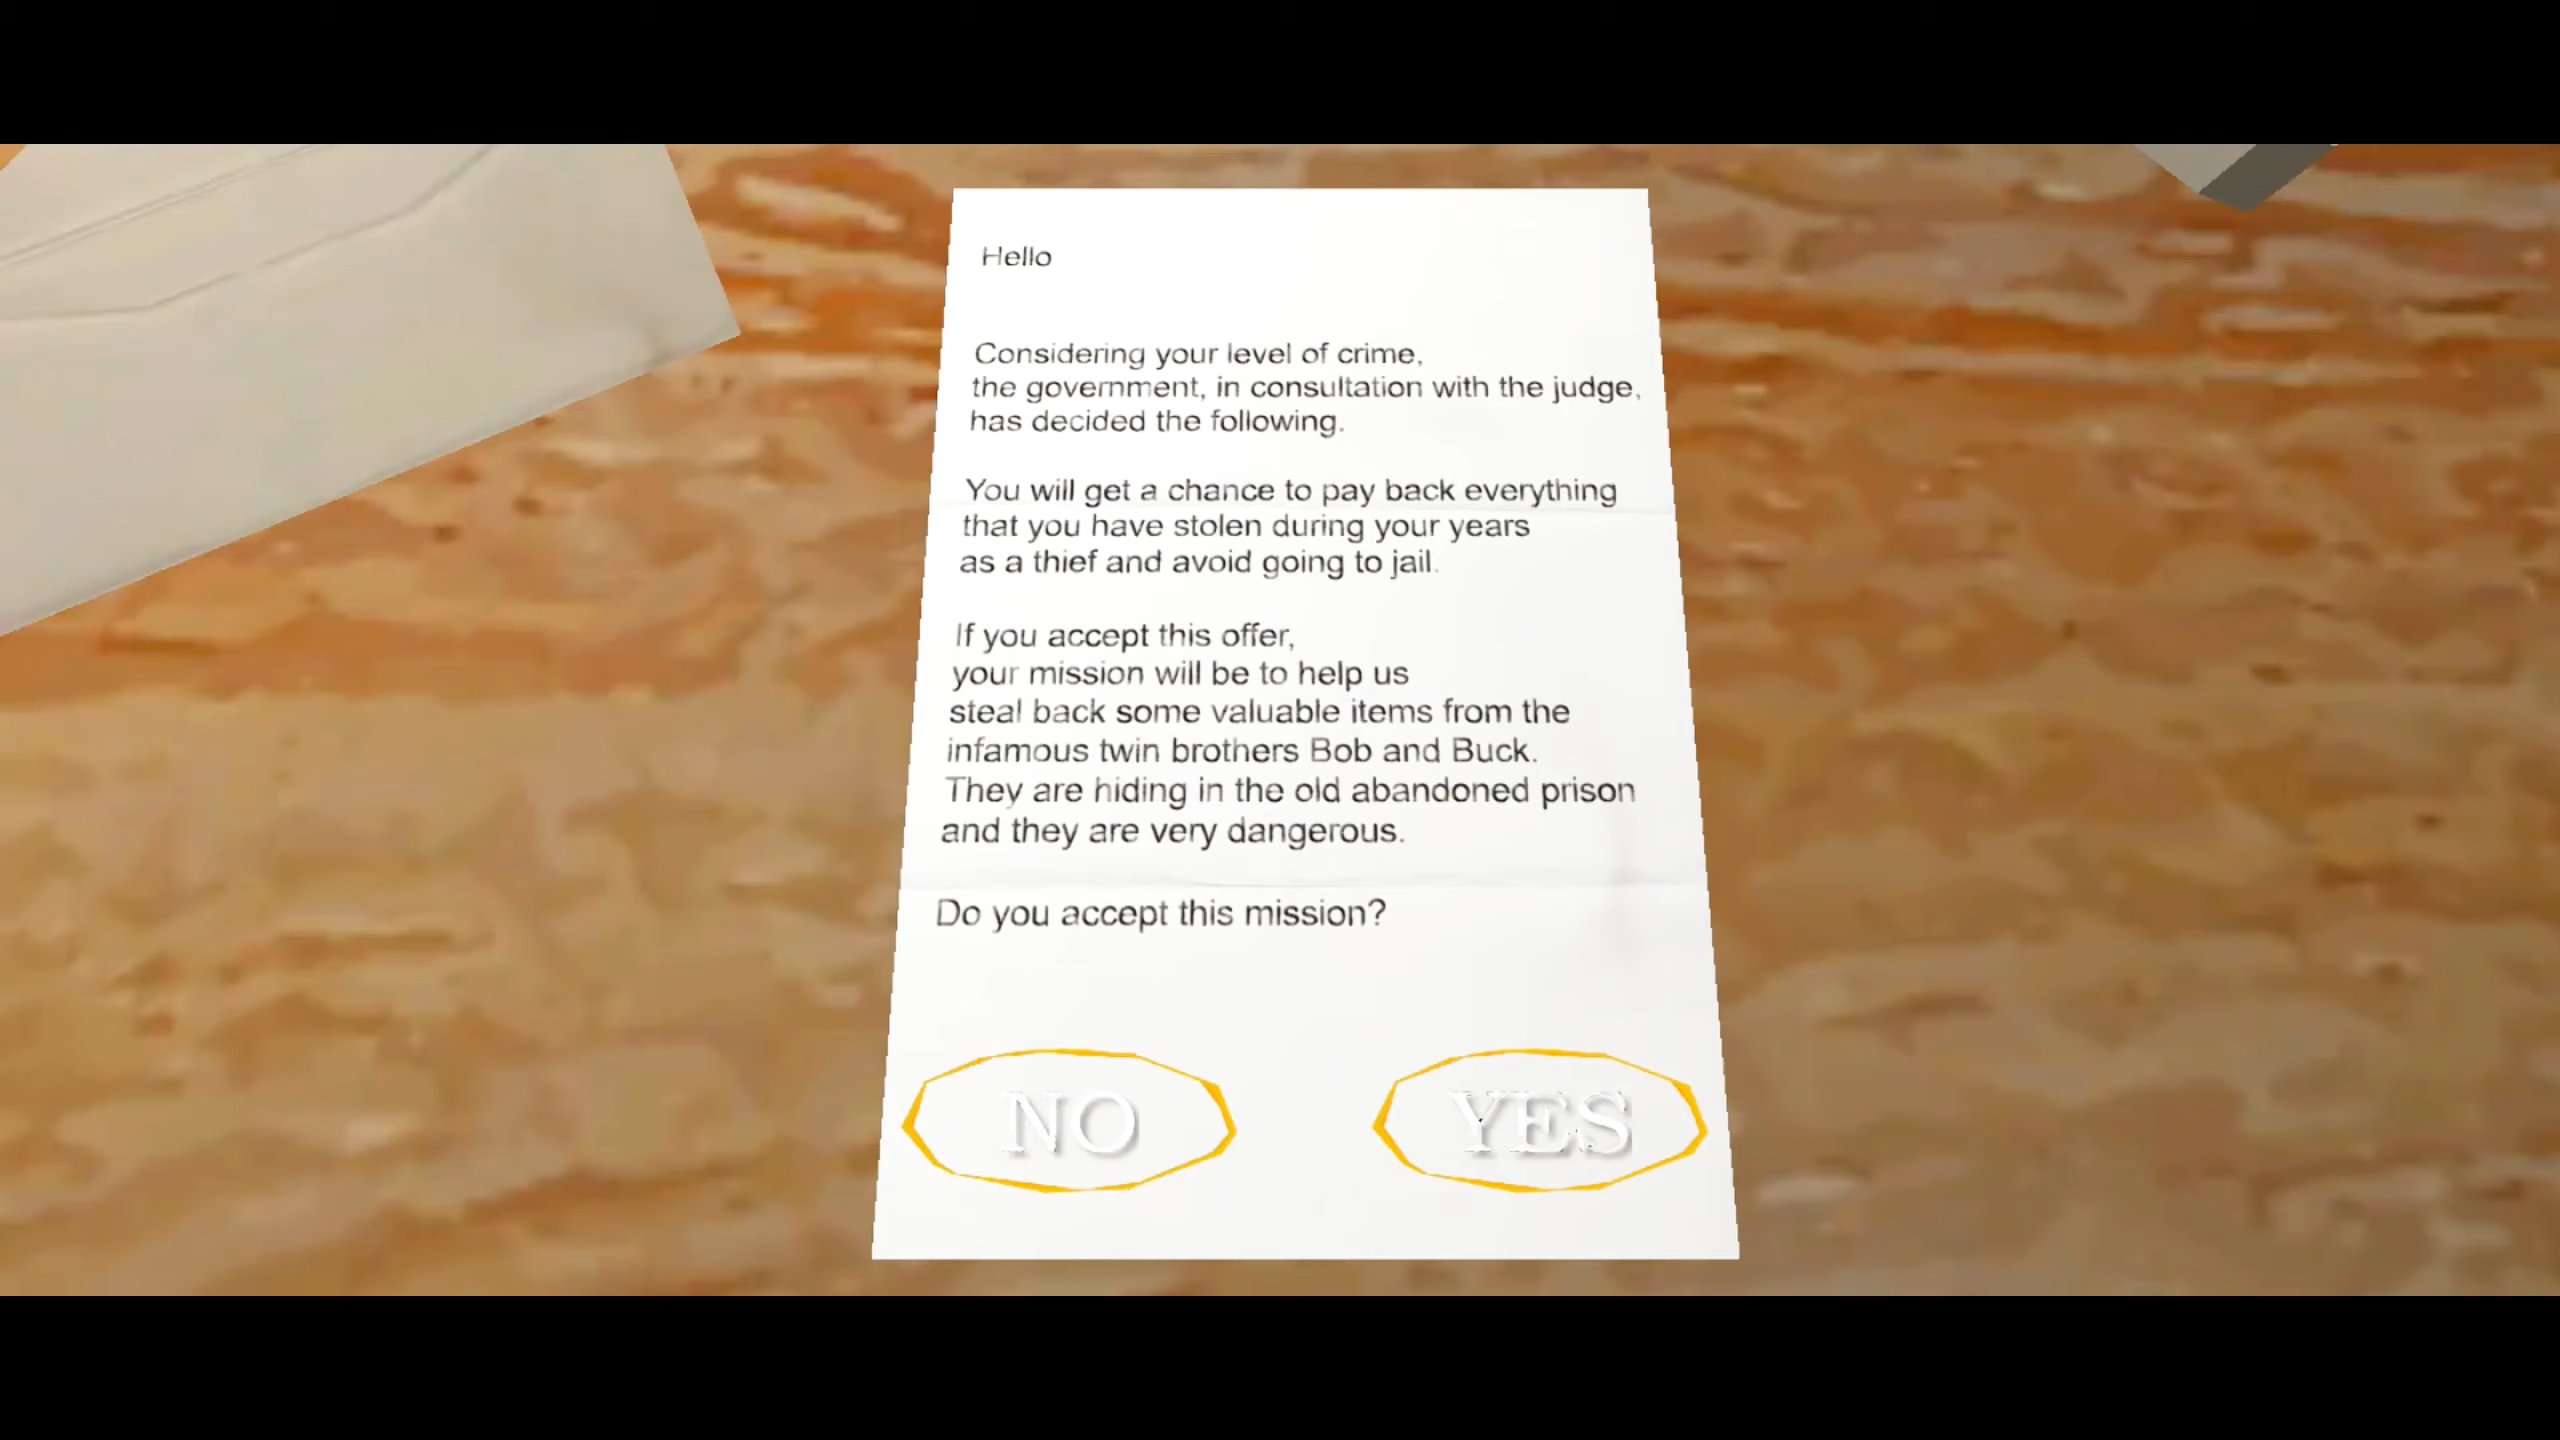 Hello
Considering your level of crime,
the government, in consultation with the judge,
has decided the following.
You will get a chance to pay back everything
that you have stolen during your years
as a thief and avoid going to jail.
If you accept this offer,
your mission will be to help us
steal back some valuable items from the
infamous twin brothers Bob and Buck.
They are hiding in the old abandoned prison
and they are very dangerous.
Do you accept this mission?
NO YES